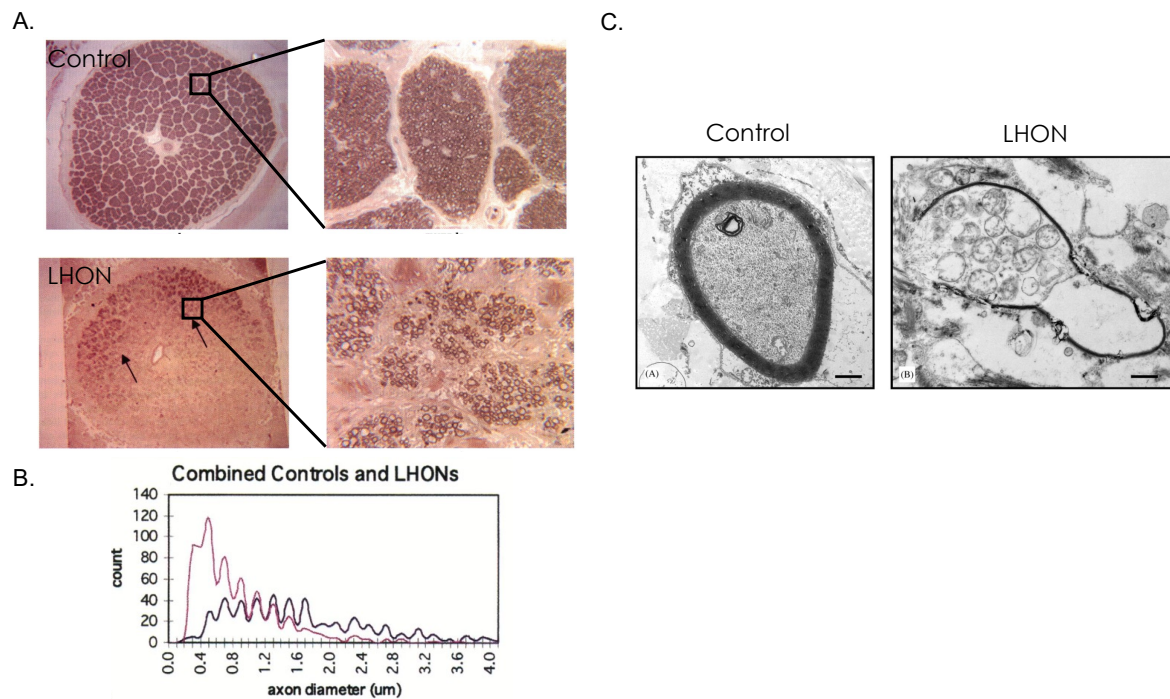 A.
Control
LHON
B.
Combined Controls and LHONs
count
140
120
100
80
60
40
20
0
0.0
0.4
0.8
1.2
1.6
2.0
2.4
2.8
3.2
3.6
4.0
axon diameter (um)
C.
Control
LHON
(A)
(B)